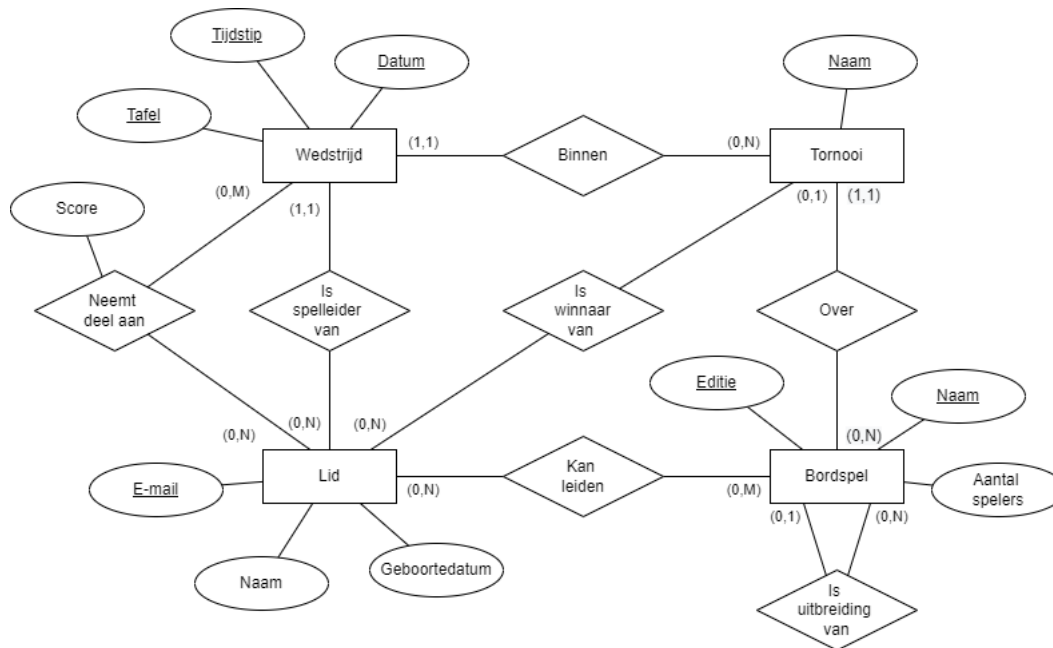 Tijdstip
Datum
Naam
Tafel
Wedstrijd
(1,1)
Binnen
(0,N)
Tornooi
(0,M)
(1,1)
(0,1)
(1,1)
Score
Neemt
deel aan
Is
spelleider
van
Is
winnaar
van
Over
Editie
Naam
(0,N)
(0,N)
(0,N)
(0,N)
E-mail
Lid
(0,N)
Kan
leiden
(0,M)
Bordspel
Aantal
spelers
(0,1)
(0,N)
Naam
Geboortedatum
Is
uitbreiding
van